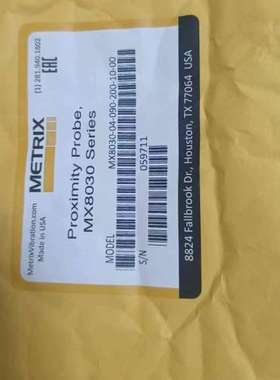 METRIX
MetrixVibration.com
Made in USA
(1) 281.940.1802
EAC
Proximity Probe,
MX8030 Series
MODEL
MX8030-04-090-200-10-00
S/N
059711
8824 Fallbrook Dr., Houston, TX 77064 USA